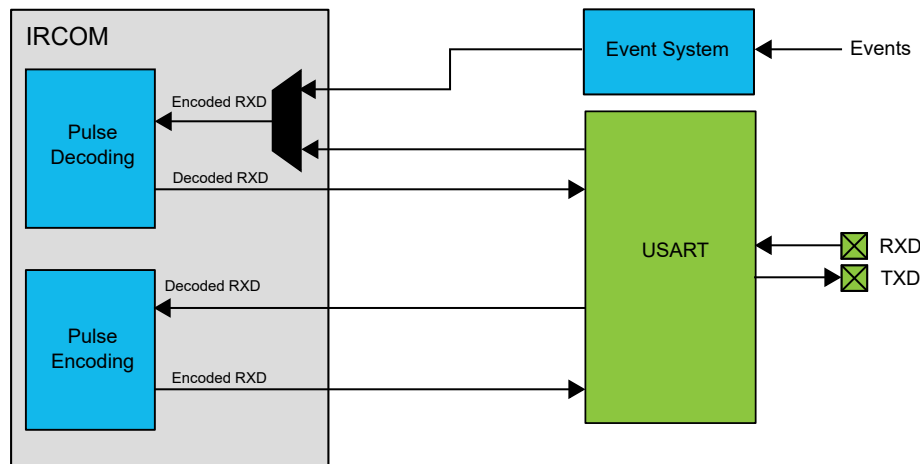 IRCOM
Event System
Events
Encoded RXD
Pulse
Decoding
Decoded RXD
USART
RXD
TXD
Decoded RXD
Pulse
Encoding
Encoded RXD